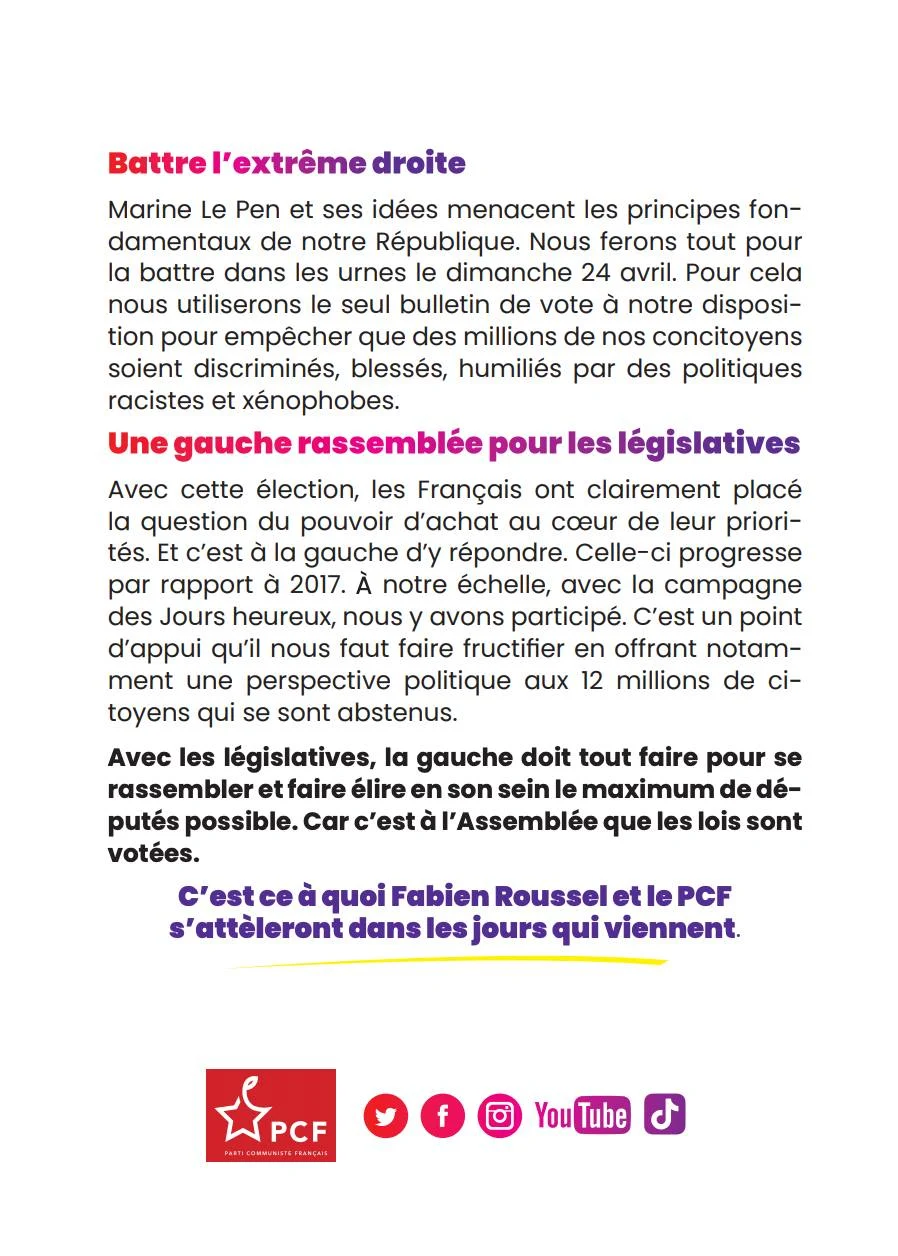 Battre l'extrême droite
Marine Le Pen et ses idées menacent les principes fon-
damentaux de notre République. Nous ferons tout pour
la battre dans les urnes le dimanche 24 avril. Pour cela
nous utiliserons le seul bulletin de vote à notre disposi-
tion pour empêcher que des millions de nos concitoyens
soient discriminés, blessés, humiliés par des politiques
racistes et xénophobes.
Une gauche rassemblée pour les législatives
Avec cette élection, les Français ont clairement placé
la question du pouvoir d'achat au cœur de leur priori-
tés. Et c'est à la gauche d'y répondre. Celle-ci progresse
par rapport à 2017. À notre échelle, avec la campagne
des Jours heureux, nous y avons participé. C'est un point
d'appui qu'il nous faut faire fructifier en offrant notam-
ment une perspective politique aux 12 millions de ci-
toyens qui se sont abstenus.
Avec les législatives, la gauche doit tout faire pour se
rassembler et faire élire en son sein le maximum de dé-
putés possible. Car c'est à l'Assemblée que les lois sont
votées.
C'est ce à quoi Fabien Roussel et le PCF
s'attèleront dans les jours qui viennent.
PCF
PARTI COMMUNISTE FRANÇAIS
YouTube